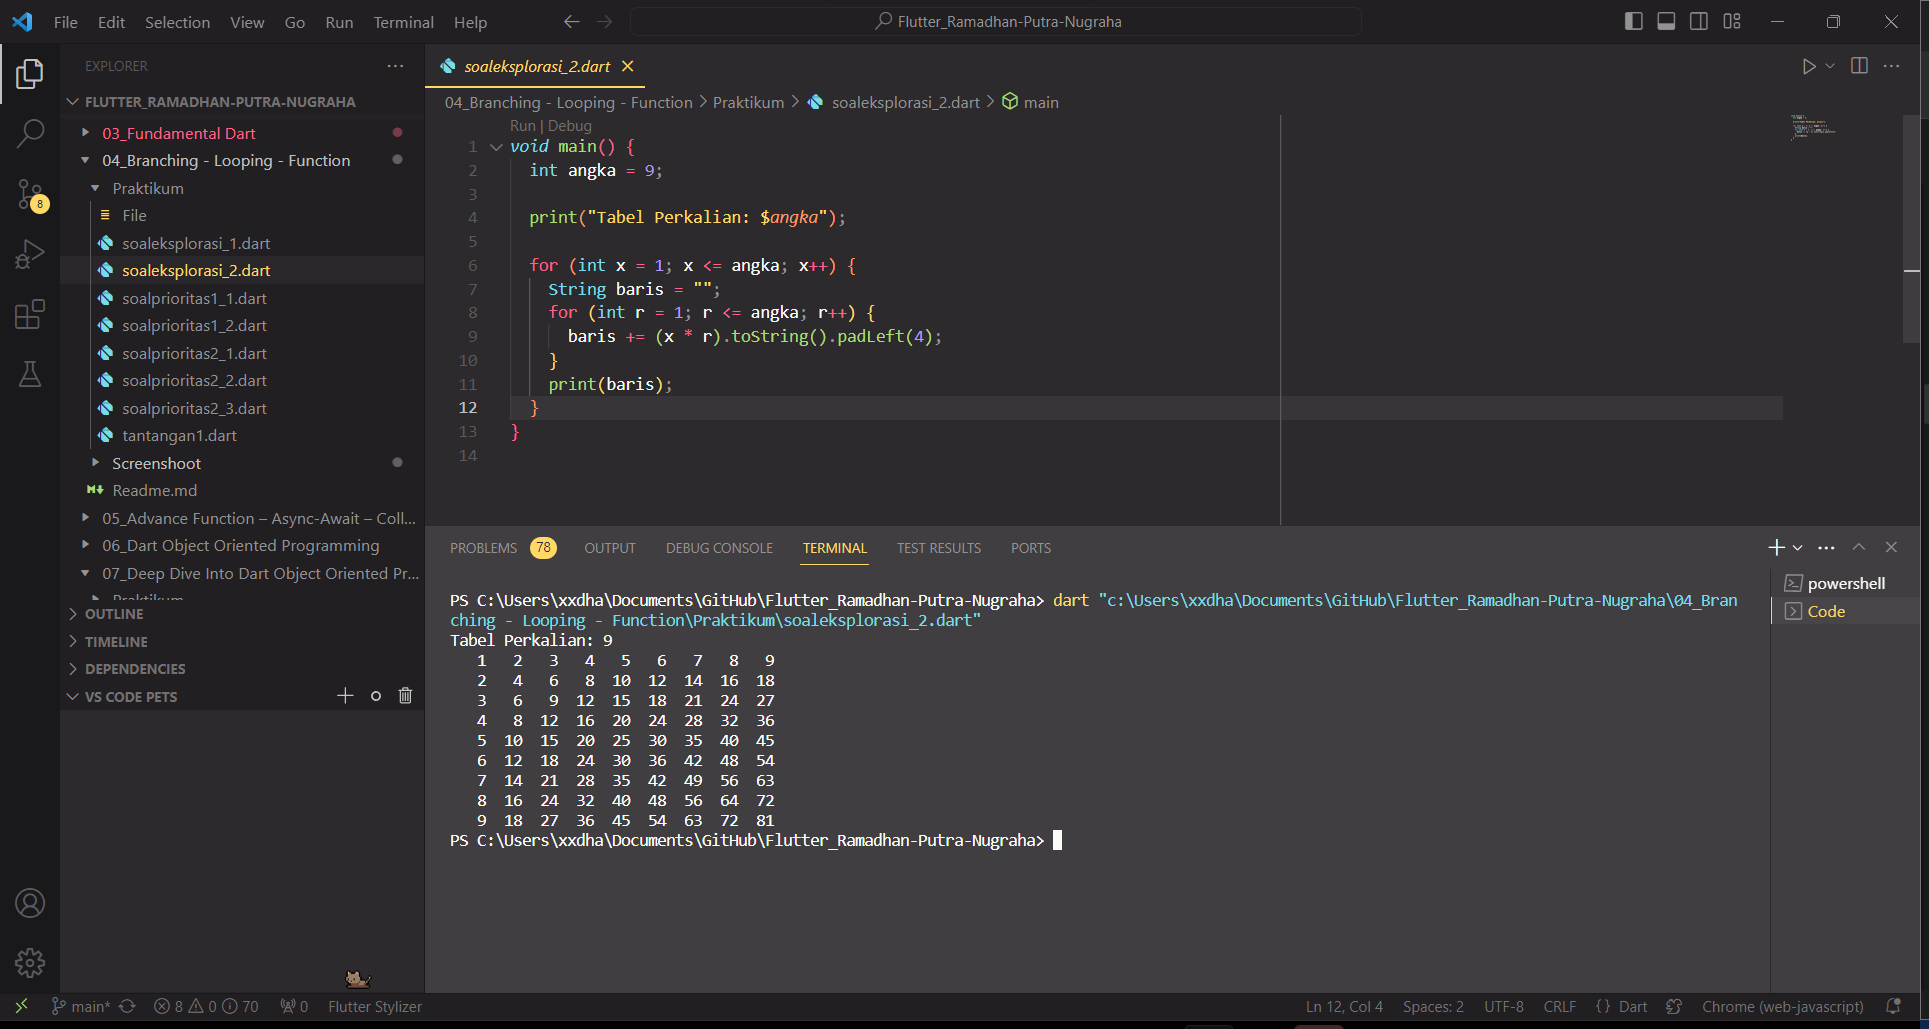 File Edit Selection View Go Run Terminal Help
Flutter_Ramadhan-Putra-Nugraha
EXPLORER
FLUTTER_RAMADHAN-PUTRA-NUGRAHA
03_Fundamental Dart
04_Branching - Looping - Function
Praktikum
File
soaleksplorasi_1.dart
soaleksplorasi_2.dart
soalprioritas1_1.dart
soalprioritas1_2.dart
soalprioritas2_1.dart
soalprioritas2_2.dart
soalprioritas2_3.dart
tantangan1.dart
Screenshoot
Readme.md
05_Advance Function – Async-Await – Coll...
06_Dart Object Oriented Programming
07_Deep Dive Into Dart Object Oriented Pr...
Praktikum
OUTLINE
TIMELINE
DEPENDENCIES
VS CODE PETS
8
soaleksplorasi_2.dart
04_Branching - Looping - Function > Praktikum > soaleksplorasi_2.dart > main
Run | Debug
1 void main() {
2 int angka = 9;
3
4 print("Tabel Perkalian: $angka");
5
6 for (int x = 1; x <= angka; x++) {
7 String baris = "";
8 for (int r = 1; r <= angka; r++) {
9 baris += (x * r).toString().padLeft(4);
10 }
11 print(baris);
12 }
13 }
14
PROBLEMS 78 OUTPUT DEBUG CONSOLE TERMINAL TEST RESULTS PORTS
powershell
Code
PS C:\Users\xxdha\Documents\GitHub\Flutter_Ramadhan-Putra-Nugraha> dart "c:\Users\xxdha\Documents\GitHub\Flutter_Ramadhan-Putra-Nugraha\04_Bran
ching - Looping - Function\Praktikum\soaleksplorasi_2.dart"
Tabel Perkalian: 9
1 2 3 4 5 6 7 8 9
2 4 6 8 10 12 14 16 18
3 6 9 12 15 18 21 24 27
4 8 12 16 20 24 28 32 36
5 10 15 20 25 30 35 40 45
6 12 18 24 30 36 42 48 54
7 14 21 28 35 42 49 56 63
8 16 24 32 40 48 56 64 72
9 18 27 36 45 54 63 72 81
PS C:\Users\xxdha\Documents\GitHub\Flutter_Ramadhan-Putra-Nugraha>
main* 8 0 70 0 Flutter Stylizer Ln 12, Col 4 Spaces: 2 UTF-8 CRLF {} Dart Chrome (web-javascript)